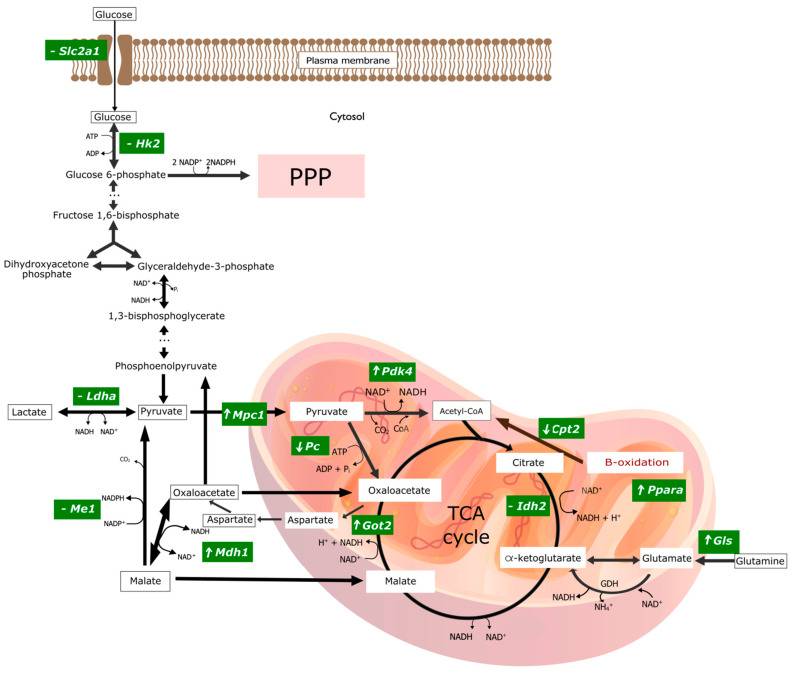 Glucose
- Slc2a1
Plasma membrane
Glucose
Cytosol
ATP
ADP
- Hk2
Glucose 6-phosphate
2 NADP⁺ 2NADPH
PPP
...
Fructose 1,6-bisphosphate
Dihydroxyacetone
phosphate
Glyceraldehyde-3-phosphate
NAD⁺
Pᵢ
NADH
1,3-bisphosphoglycerate
...
Phosphoenolpyruvate
↑Pdk4
- Ldha
NAD⁺ NADH
Lactate
Pyruvate
↑Mpc1
Pyruvate
Acetyl-CoA
NADH NAD⁺
CO₂ CoA
↓Cpt2
↓Pc
ATP
ADP + Pᵢ
CO₂
Citrate
B-oxidation
Oxaloacetate
Oxaloacetate
NAD⁺
↑Ppara
NADPH
- Me1
NADP⁺
Aspartate
Aspartate
↑Got2
TCA
cycle
- Idh2
NADH + H⁺
NADH
H⁺ + NADH
NAD⁺
↑Mdh1
NAD⁺
↑Gls
α-ketoglutarate
Glutamate
Glutamine
Malate
Malate
GDH
NADH
NH₄⁺
NAD⁺
NADH NAD⁺